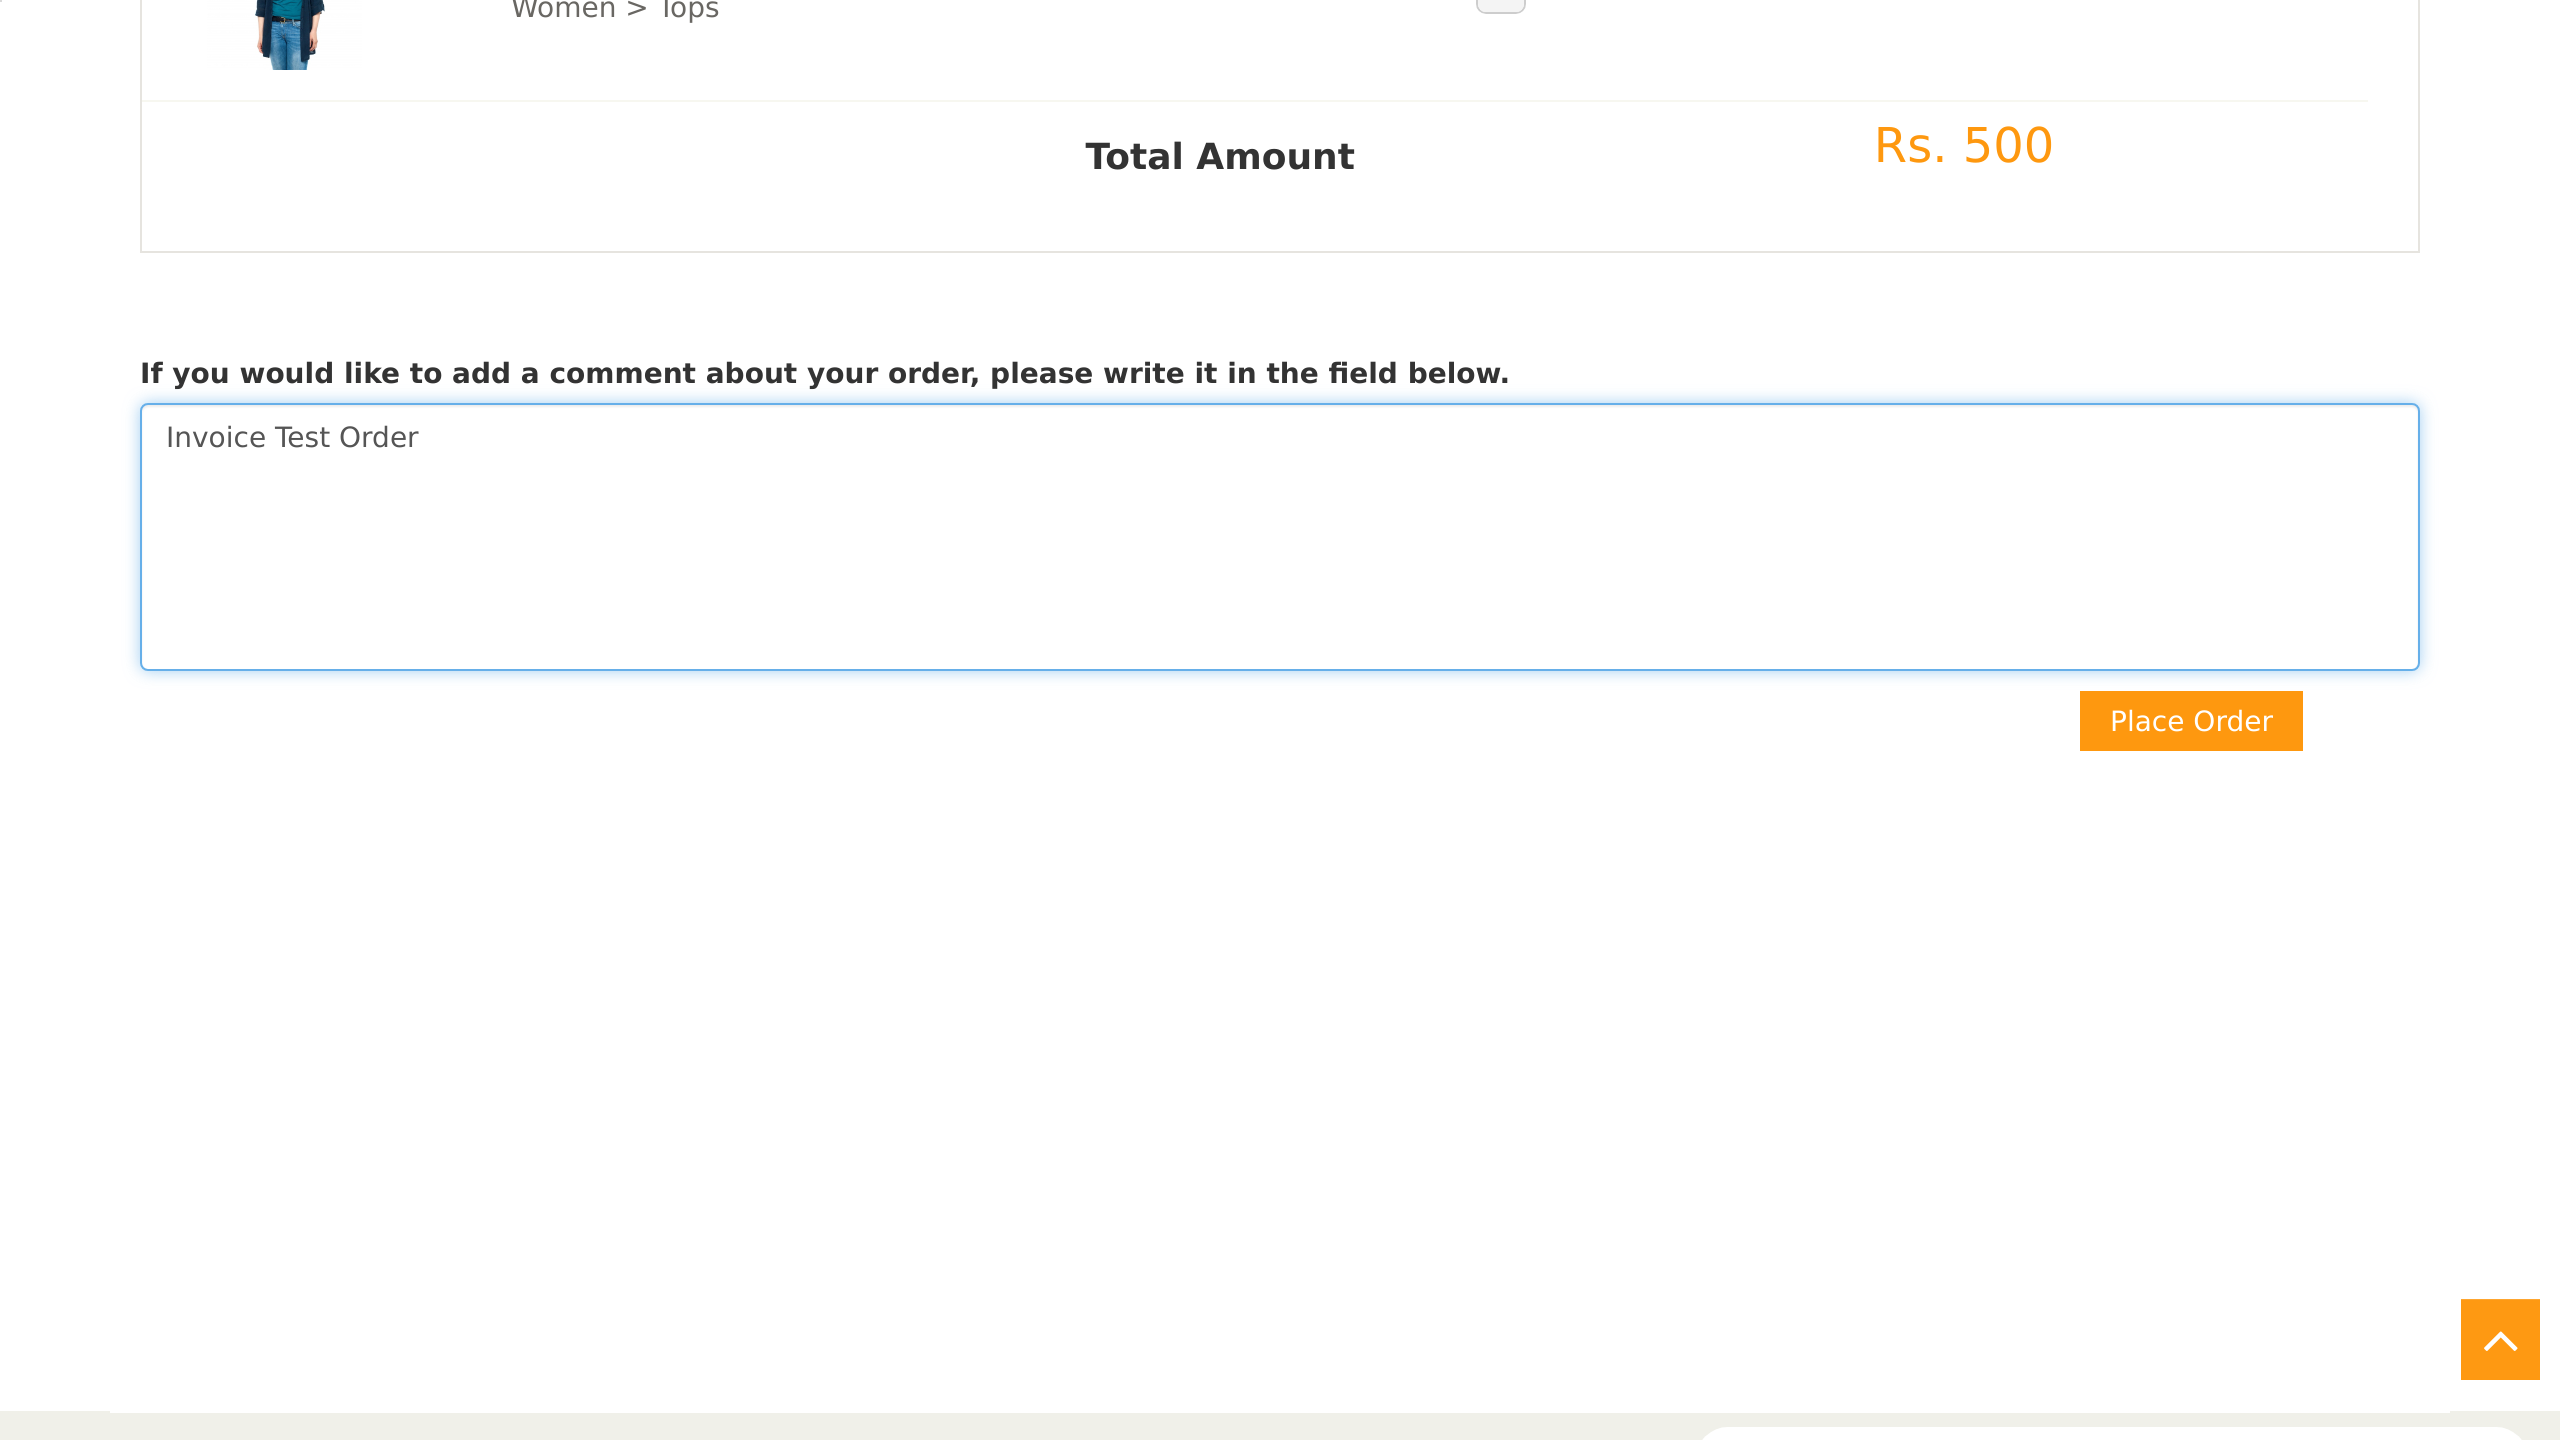 Women > Tops
Total Amount
Rs. 500
If you would like to add a comment about your order, please write it in the field below.
Invoice Test Order
Place Order